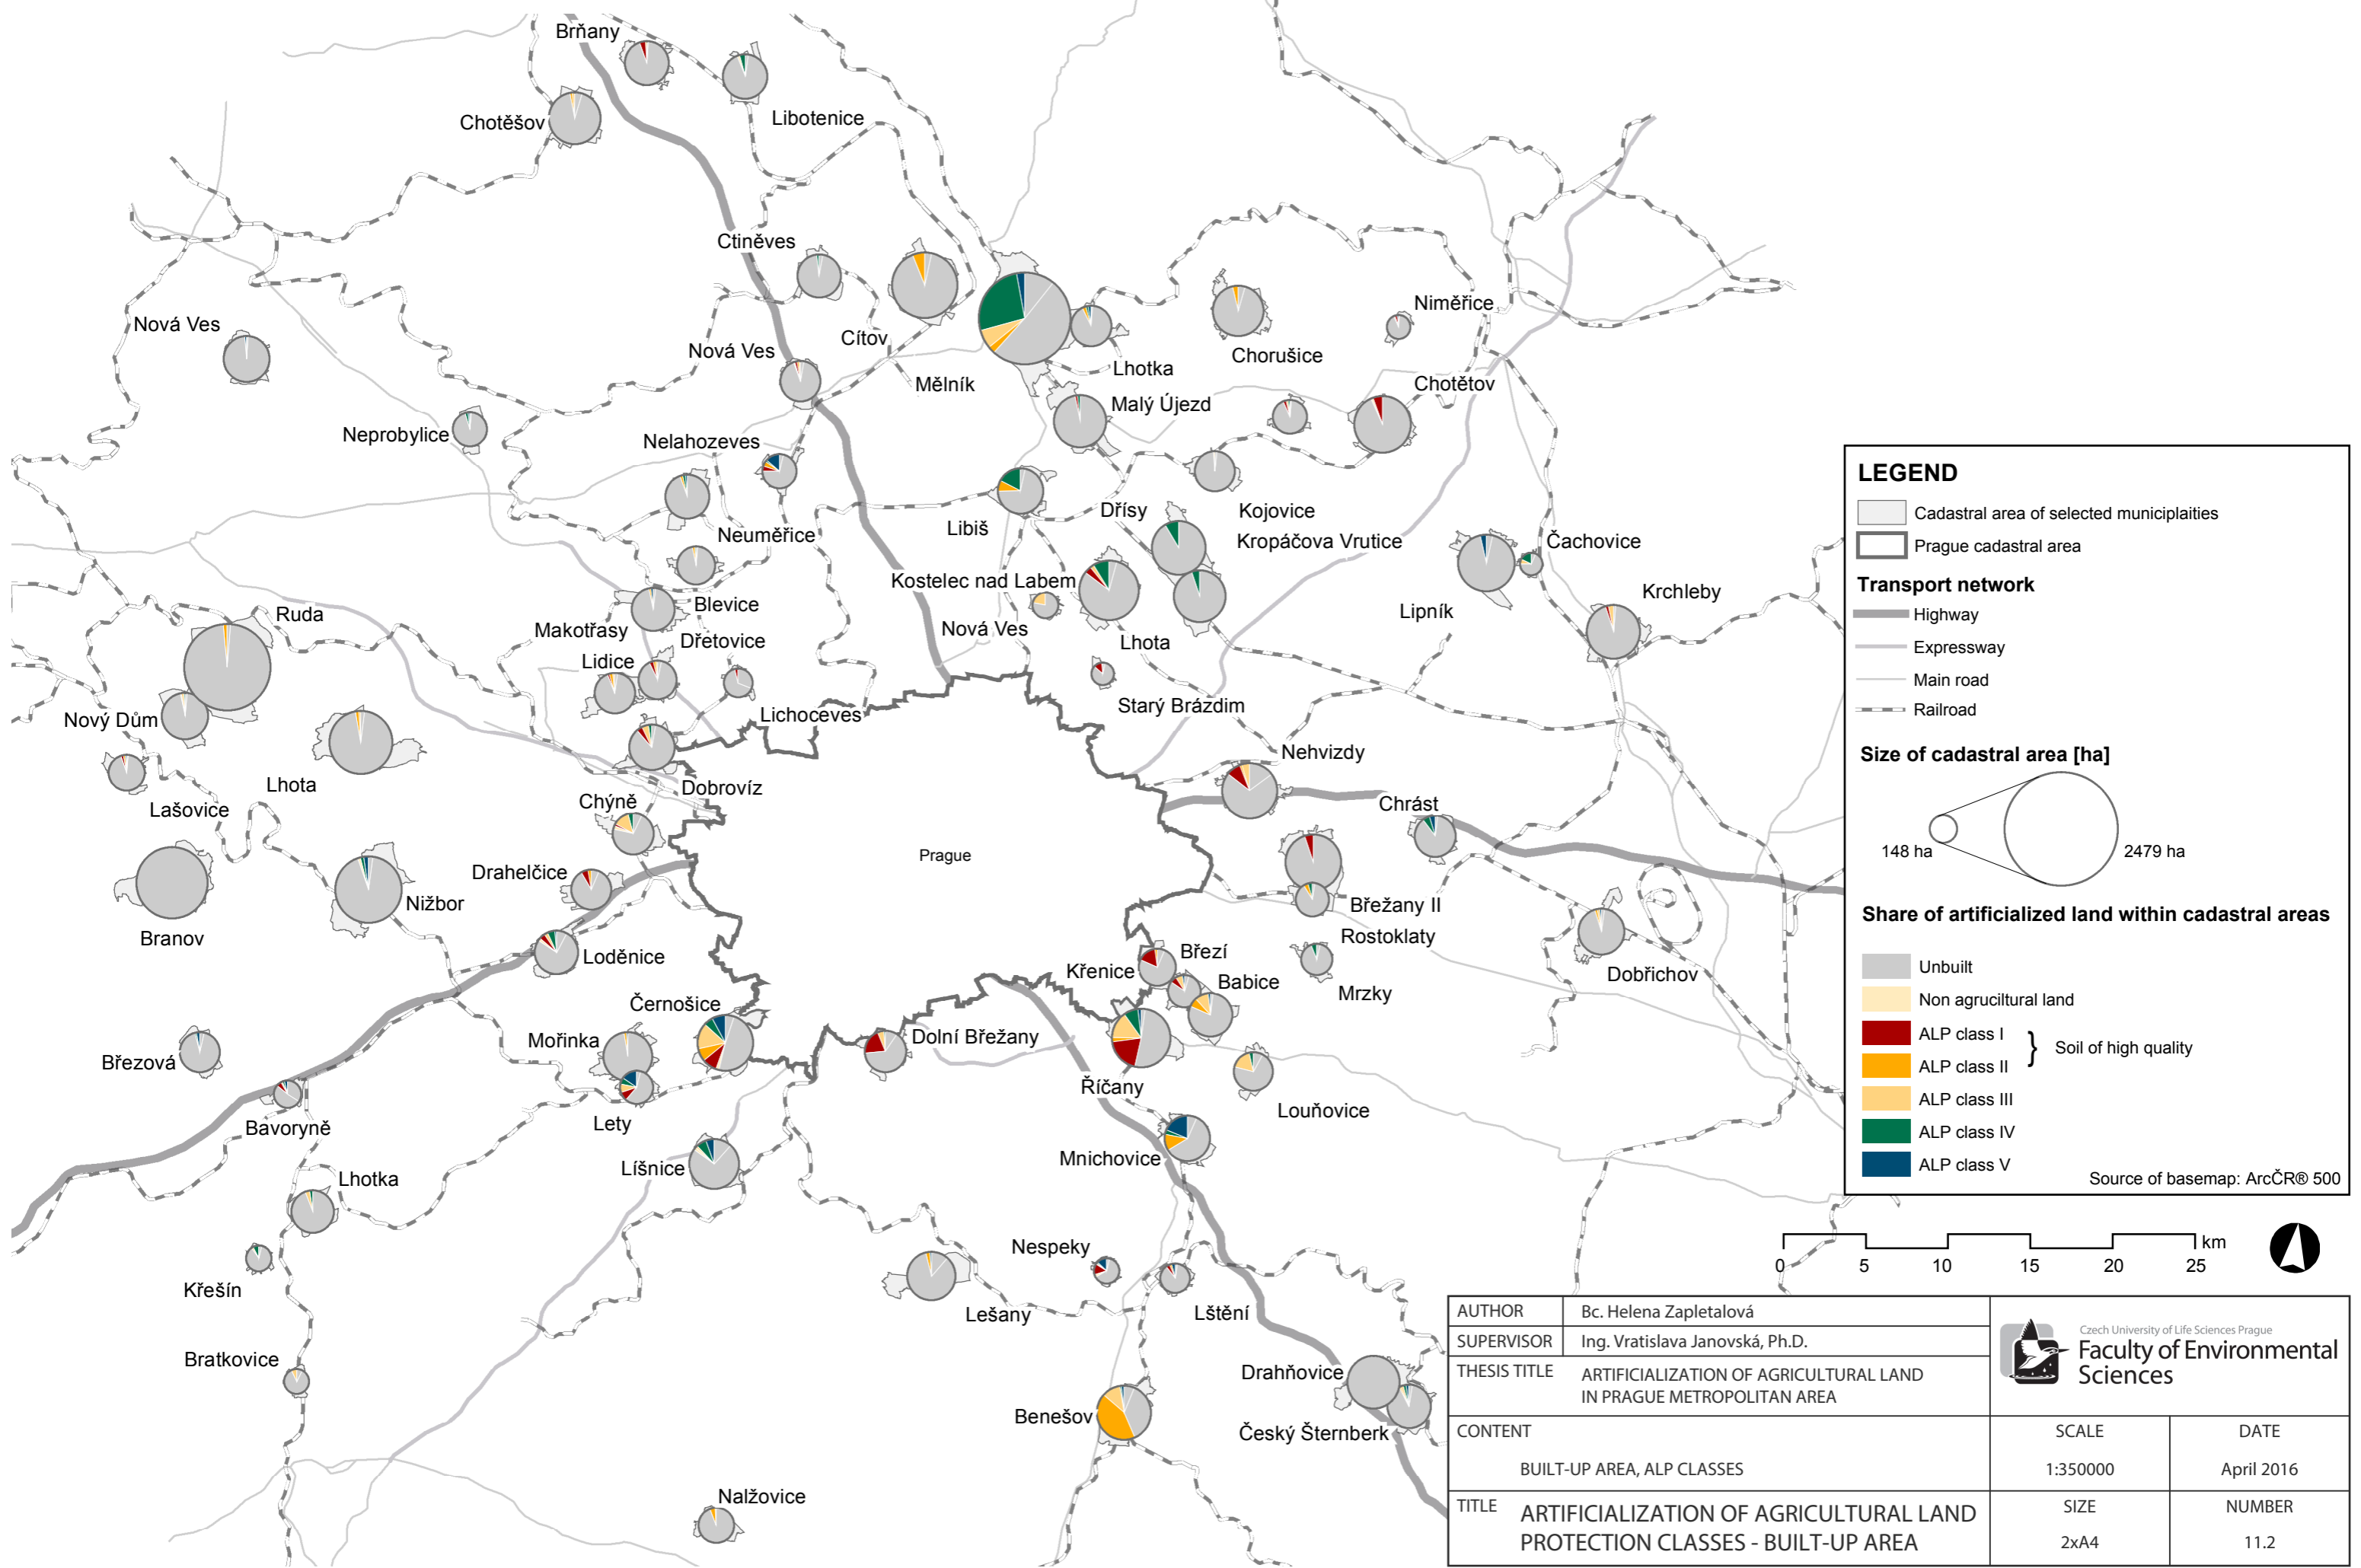 Brňany
Libotenice
Chotěšov
Ctiněves
Cítov
Nová Ves
Nová Ves
Mělník
Lhotka
Chorušice
Niměřice
Chotětov
Malý Újezd
Neprobylice
Nelahozeves
Neuměřice
Libiš
Dřísy
Kojovice
Kropáčova Vrutice
Čachovice
Lipník
Krchleby
Kostelec nad Labem
Nová Ves
Lhota
Starý Brázdim
Blevice
Makotřasy
Dřetovice
Lidice
Lichoceves
Ruda
Nový Dům
Lhota
Lašovice
Dobrovíz
Chýně
Nehvizdy
Chrást
Prague
Drahelčice
Nižbor
Branov
Loděnice
Břežany II
Rostoklaty
Mrzky
Dobřichov
Březí
Křenice
Babice
Černošice
Mořinka
Dolní Břežany
Březová
Říčany
Louňovice
Bavoryně
Lety
Líšnice
Mnichovice
Lhotka
Křešín
Nespeky
Lštění
Lešany
Bratkovice
Drahňovice
Benešov
Český Šternberk
Nalžovice
LEGEND
Cadastral area of selected municiplaities
Prague cadastral area
Transport network
Highway
Expressway
Main road
Railroad
Size of cadastral area [ha]
148 ha
2479 ha
Share of artificialized land within cadastral areas
Unbuilt
Non agruciltural land
ALP class I
ALP class II
} Soil of high quality
ALP class III
ALP class IV
ALP class V
Source of basemap: ArcČR® 500
km
0 5 10 15 20 25
AUTHOR Bc. Helena Zapletalová
SUPERVISOR Ing. Vratislava Janovská, Ph.D.
THESIS TITLE ARTIFICIALIZATION OF AGRICULTURAL LAND
IN PRAGUE METROPOLITAN AREA
Czech University of Life Sciences Prague
Faculty of Environmental
Sciences
CONTENT
BUILT-UP AREA, ALP CLASSES
SCALE
1:350000
DATE
April 2016
TITLE ARTIFICIALIZATION OF AGRICULTURAL LAND
PROTECTION CLASSES - BUILT-UP AREA
SIZE
2xA4
NUMBER
11.2